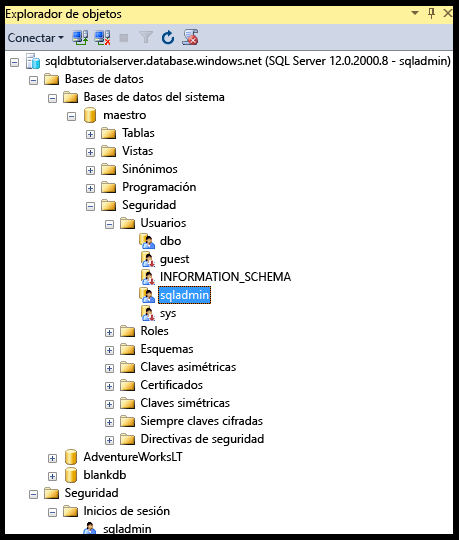 Explorador de objetos
Conectar
sqldbtutorialserver.database.windows.net (SQL Server 12.0.2000.8 - sqladmin)
Bases de datos
Bases de datos del sistema
maestro
Tablas
Vistas
Sinónimos
Programación
Seguridad
Usuarios
dbo
guest
INFORMATION_SCHEMA
sqladmin
sys
Roles
Esquemas
Claves asimétricas
Certificados
Claves simétricas
Siempre claves cifradas
Directivas de seguridad
AdventureWorksLT
blankdb
Seguridad
Inicios de sesión
sqladmin